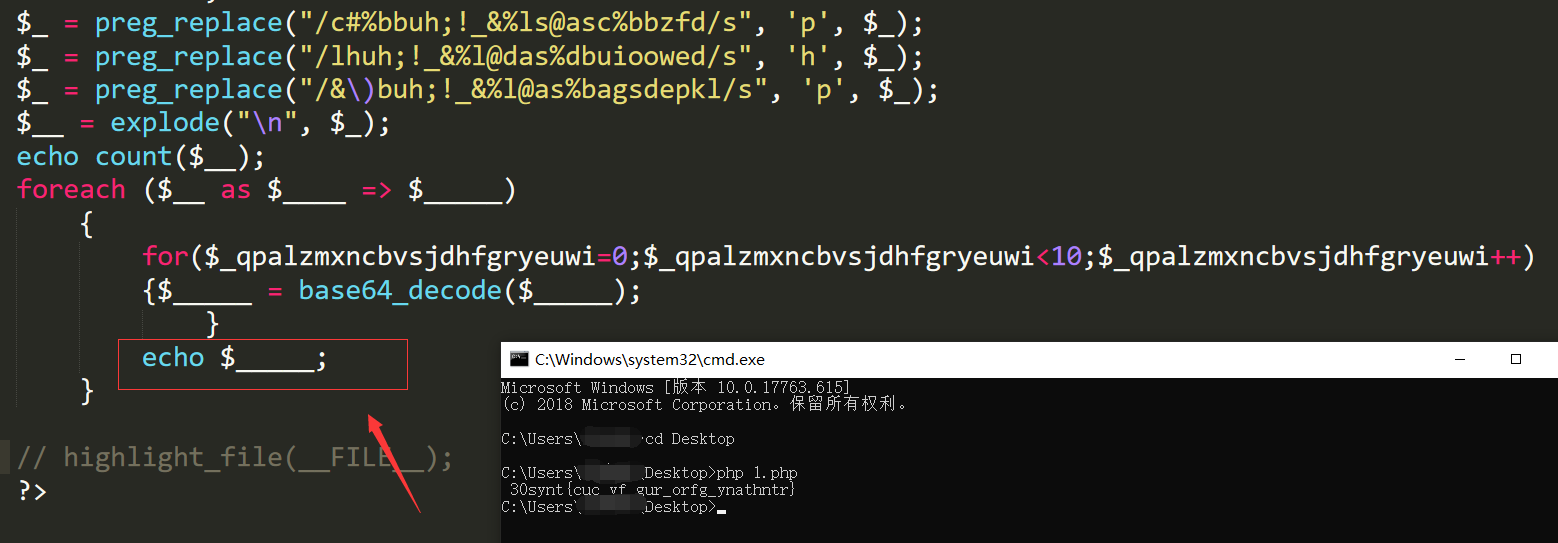 $_ = preg_replace("/c#%bbuh;!_&%ls@asc%bbzfd/s", 'p', $_);
$_ = preg_replace("/lhuh;!_&%l@das%dbuioowed/s", 'h', $_);
$_ = preg_replace("/&\)buh;!_&%l@as%bagsdepkl/s", 'p', $_);
$__ = explode("\n", $_);
echo count($__);
foreach ($__ as $____ => $_____)
{
for($_qpalzmxncbvsjdhfgryeuwi=0;$_qpalzmxncbvsjdhfgryeuwi<10;$_qpalzmxncbvsjdhfgryeuwi++)
{$_____ = base64_decode($_____);
}
echo $_____;
}
// highlight_file(__FILE__);
?>
C:\Windows\system32\cmd.exe
Microsoft Windows [版本 10.0.17763.615]
(c) 2018 Microsoft Corporation。保留所有权利。
C:\Users\ cd Desktop
C:\Users\ \Desktop>php 1.php
30synt{cuc_vf_gur_orfg_ynathntr}
C:\Users\ \Desktop>